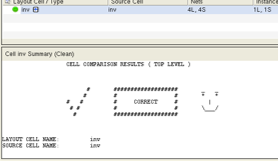 Layout Cell / Type Source Cell Nets Instance
inv inv 4L, 4S 1L, 1S
Cell inv Summary (Clean)
CELL COMPARISON RESULTS ( TOP LEVEL )
# ###################
# # #
# # # CORRECT #
# # # #
# ###################
LAYOUT CELL NAME: inv
SOURCE CELL NAME: inv